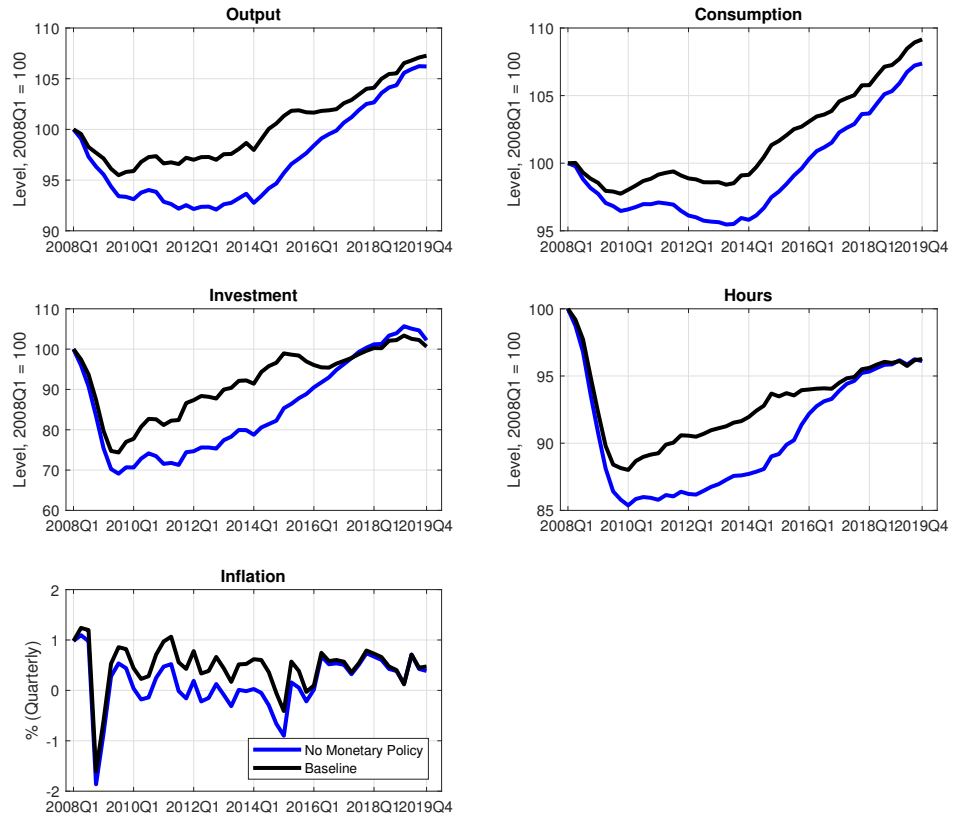 Output
Level, 2008Q1 = 100
110
105
100
95
90
2008Q1 2010Q1 2012Q1 2014Q1 2016Q1 2018Q1 2019Q4
Consumption
Level, 2008Q1 = 100
110
105
100
95
2008Q1 2010Q1 2012Q1 2014Q1 2016Q1 2018Q1 2019Q4
Investment
Level, 2008Q1 = 100
110
100
90
80
70
60
2008Q1 2010Q1 2012Q1 2014Q1 2016Q1 2018Q1 2019Q4
Hours
Level, 2008Q1 = 100
100
95
90
85
2008Q1 2010Q1 2012Q1 2014Q1 2016Q1 2018Q1 2019Q4
Inflation
% (Quarterly)
2
1
0
-1
-2
No Monetary Policy
Baseline
2008Q1 2010Q1 2012Q1 2014Q1 2016Q1 2018Q1 2019Q4